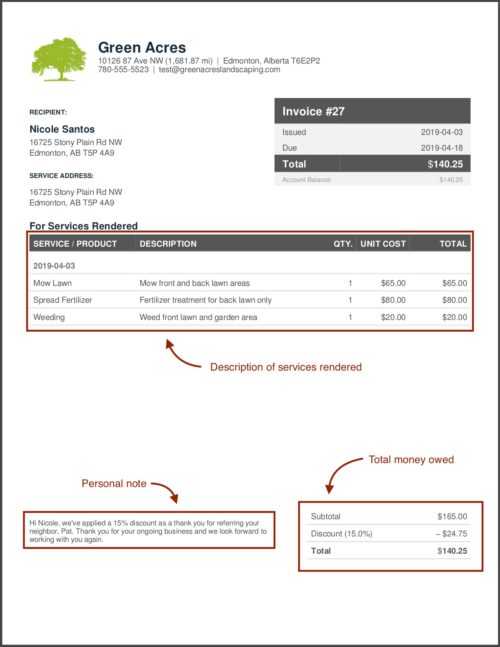 Green Acres
10126 87 Ave NW (1,681.87 mi) | Edmonton, Alberta T6E2P2
780-555-5523 | test@greenacreslandscaping.com
RECIPIENT:
Nicole Santos
16725 Stony Plain Rd NW
Edmonton, AB T5P 4A9
SERVICE ADDRESS:
16725 Stony Plain Rd NW
Edmonton, AB T5P 4A9
Invoice #27
Issued 2019-04-03
Due 2019-04-18
Total $140.25
Account Balance $140.25
For Services Rendered
SERVICE / PRODUCT DESCRIPTION QTY. UNIT COST TOTAL
2019-04-03
Mow Lawn Mow front and back lawn areas 1 $65.00 $65.00
Spread Fertilizer Fertilizer treatment for back lawn only 1 $80.00 $80.00
Weeding Weed front lawn and garden area 1 $20.00 $20.00
Description of services rendered
Total money owed
Personal note
Hi Nicole, we've applied a 15% discount as a thank you for referring your
neighbor, Pat. Thank you for your ongoing business and we look forward to
working with you again.
Subtotal $165.00
Discount (15.0%) − $24.75
Total $140.25